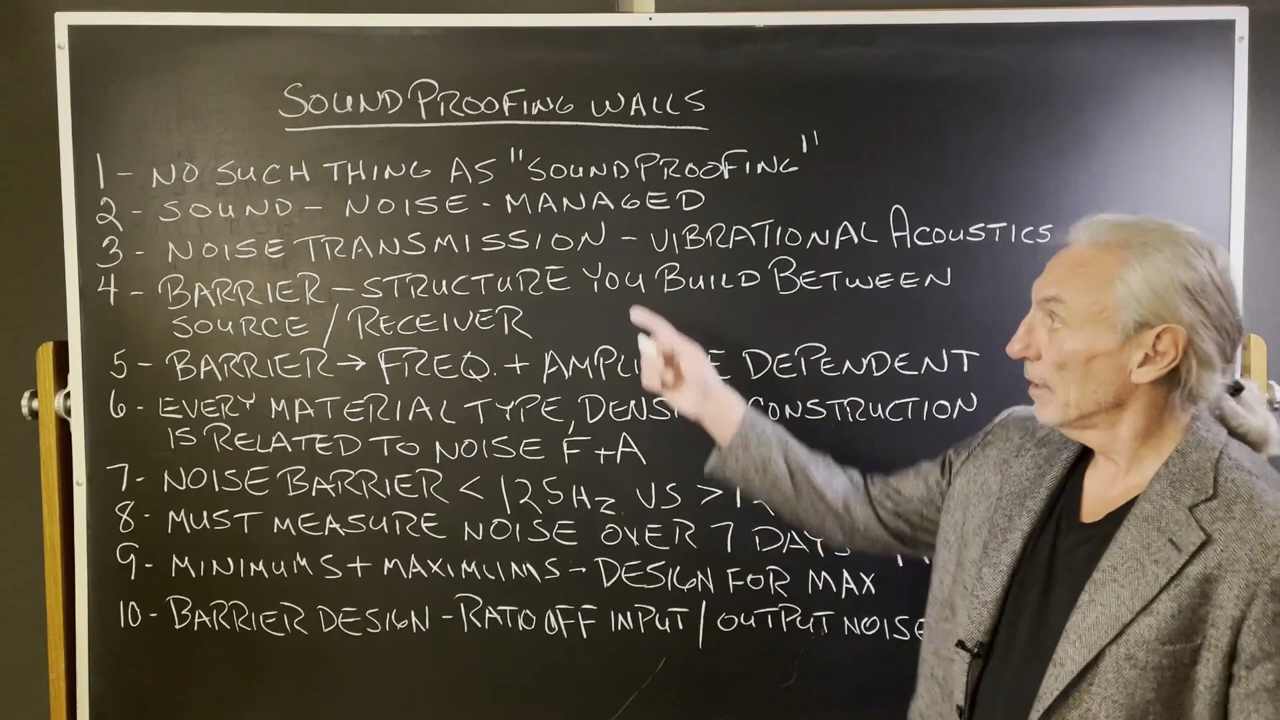 SOUNDPROOFING WALLS
1 - NO SUCH THING AS "SOUNDPROOFING"
2 - SOUND - NOISE - MANAGED
3 - NOISE TRANSMISSION - VIBRATIONAL ACOUSTICS
4 - BARRIER - STRUCTURE YOU BUILD BETWEEN
SOURCE / RECEIVER
5 - BARRIER → FREQ. + DEPENDENT
6 - EVERY MATERIAL TYPE, CONSTRUCTION
IS RELATED TO NOISE F + A
7 - NOISE BARRIER < 125Hz VS >
8 - MUST MEASURE NOISE OVER 7 DAYS
9 - MINIMUMS + MAXIMUMS - DESIGN FOR MAX
10 - BARRIER DESIGN - RATIO OFF INPUT / OUTPUT NOISE